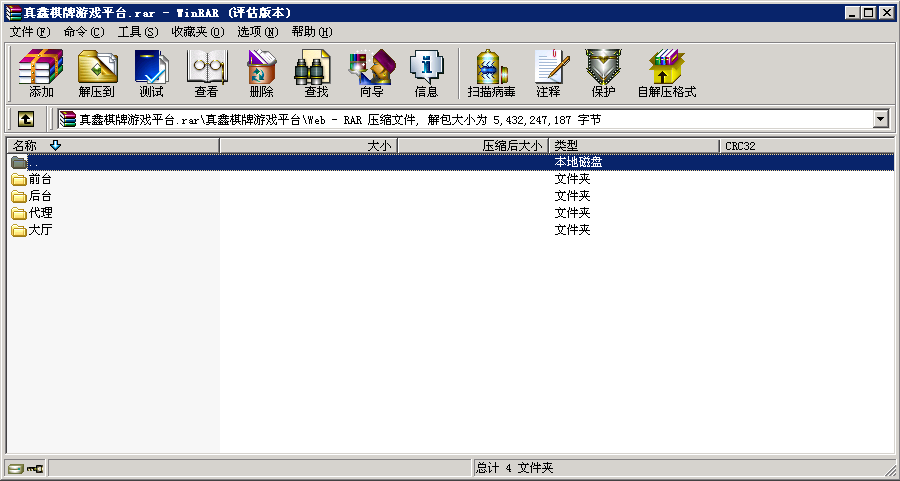 真鑫棋牌游戏平台.rar - WinRAR (评估版本)
文件(F) 命令(C) 工具(S) 收藏夹(O) 选项(N) 帮助(H)
添加 解压到 测试 查看 删除 查找 向导 信息 扫描病毒 注释 保护 自解压格式
真鑫棋牌游戏平台.rar\真鑫棋牌游戏平台\Web - RAR 压缩文件, 解包大小为 5,432,247,187 字节
名称 大小 压缩后大小 类型 CRC32
.. 本地磁盘
前台 文件夹
后台 文件夹
代理 文件夹
大厅 文件夹
总计 4 文件夹